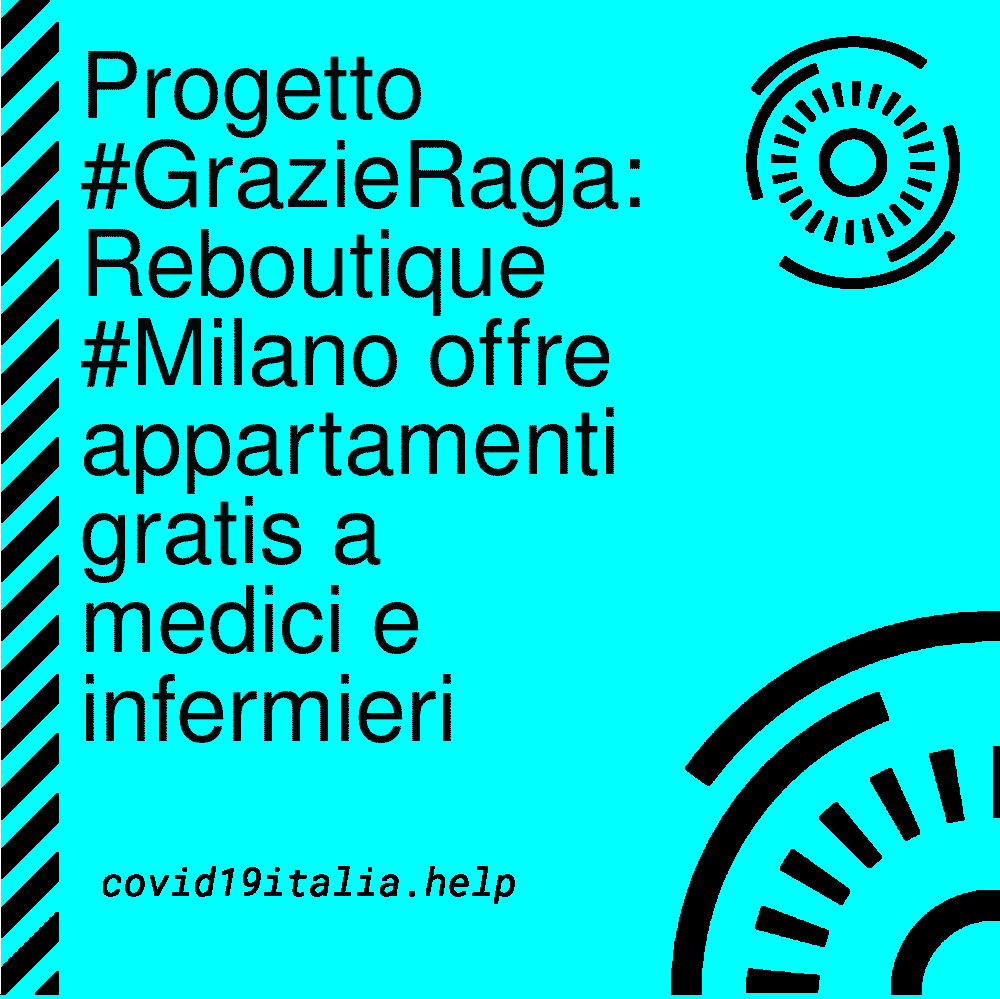 Progetto
#GrazieRaga:
Reboutique
#Milano offre
appartamenti
gratis a
medici e
infermieri
covid19italia.help